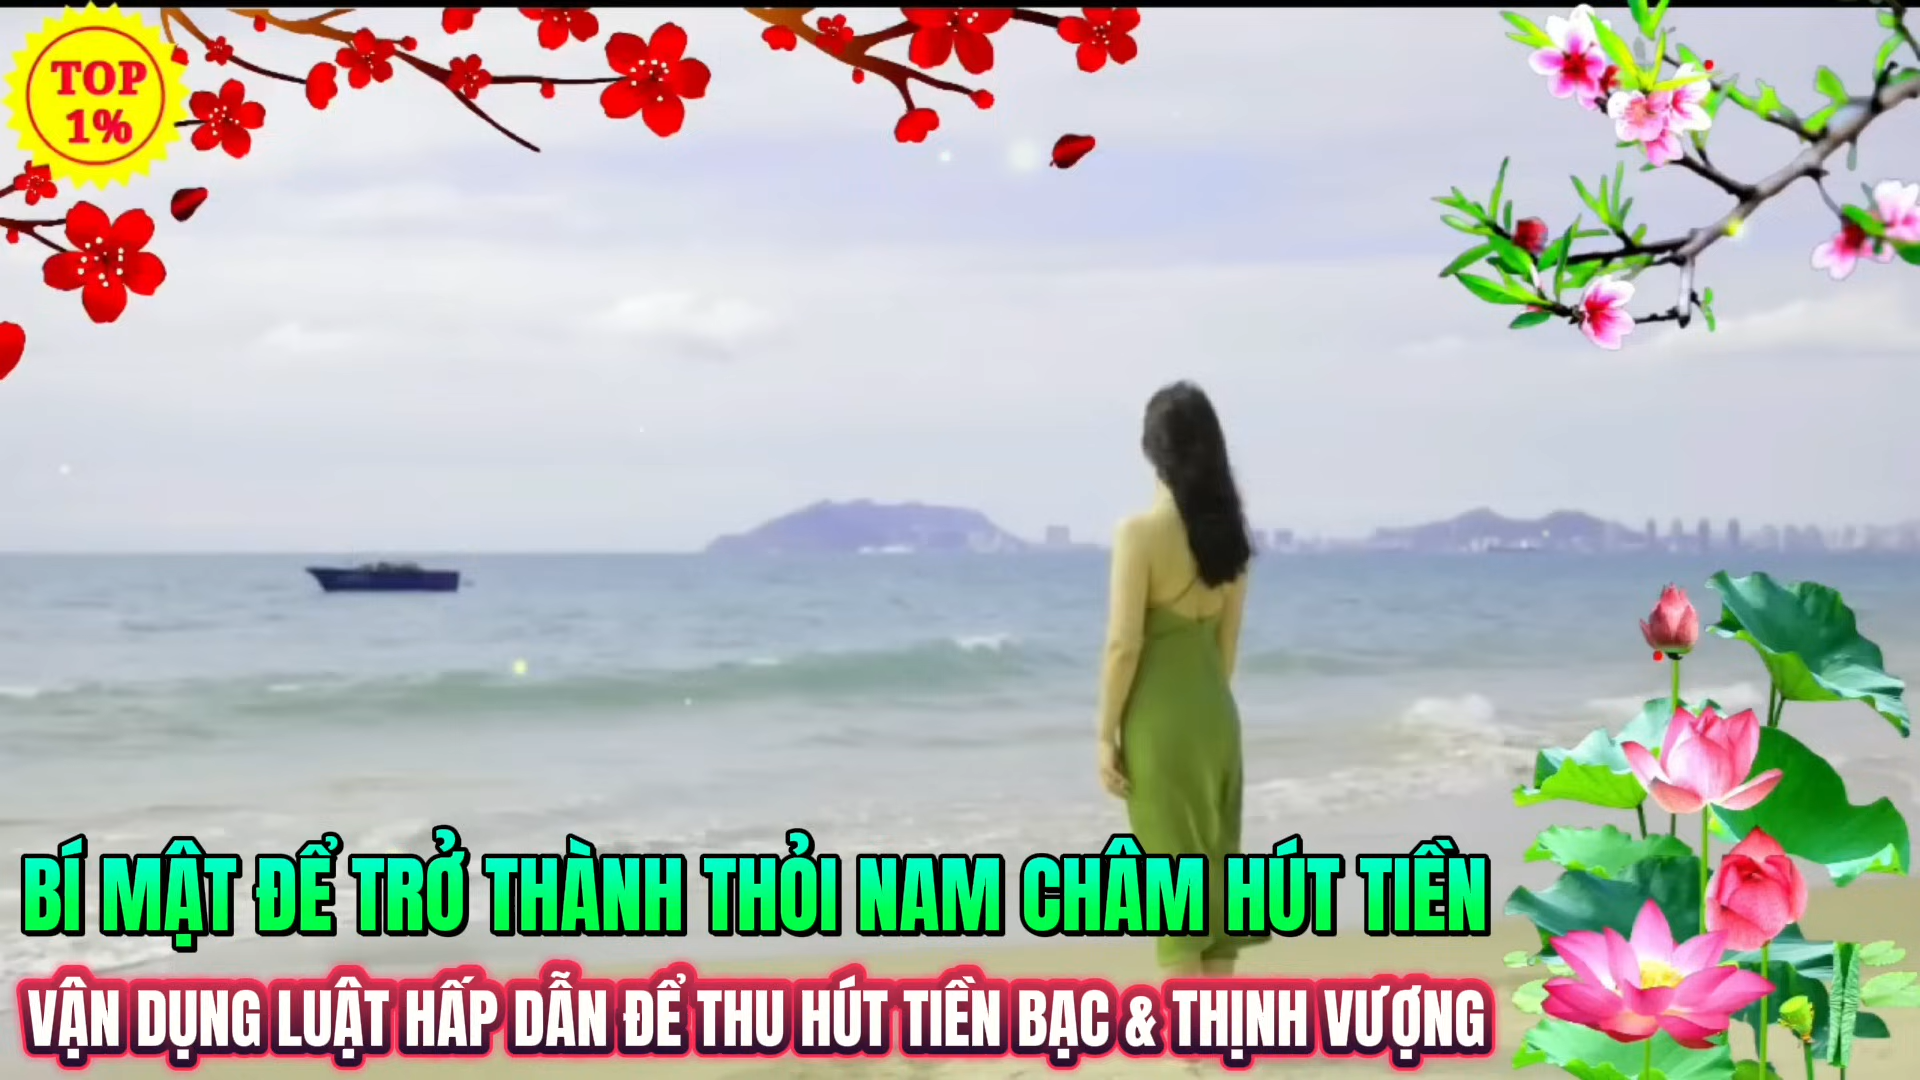 TOP
1%
BÍ MẬT ĐỂ TRỞ THÀNH THỎI NAM CHÂM HÚT TIỀN
VẬN DỤNG LUẬT HẤP DẪN ĐỂ THU HÚT TIỀN BẠC & THỊNH VƯỢNG